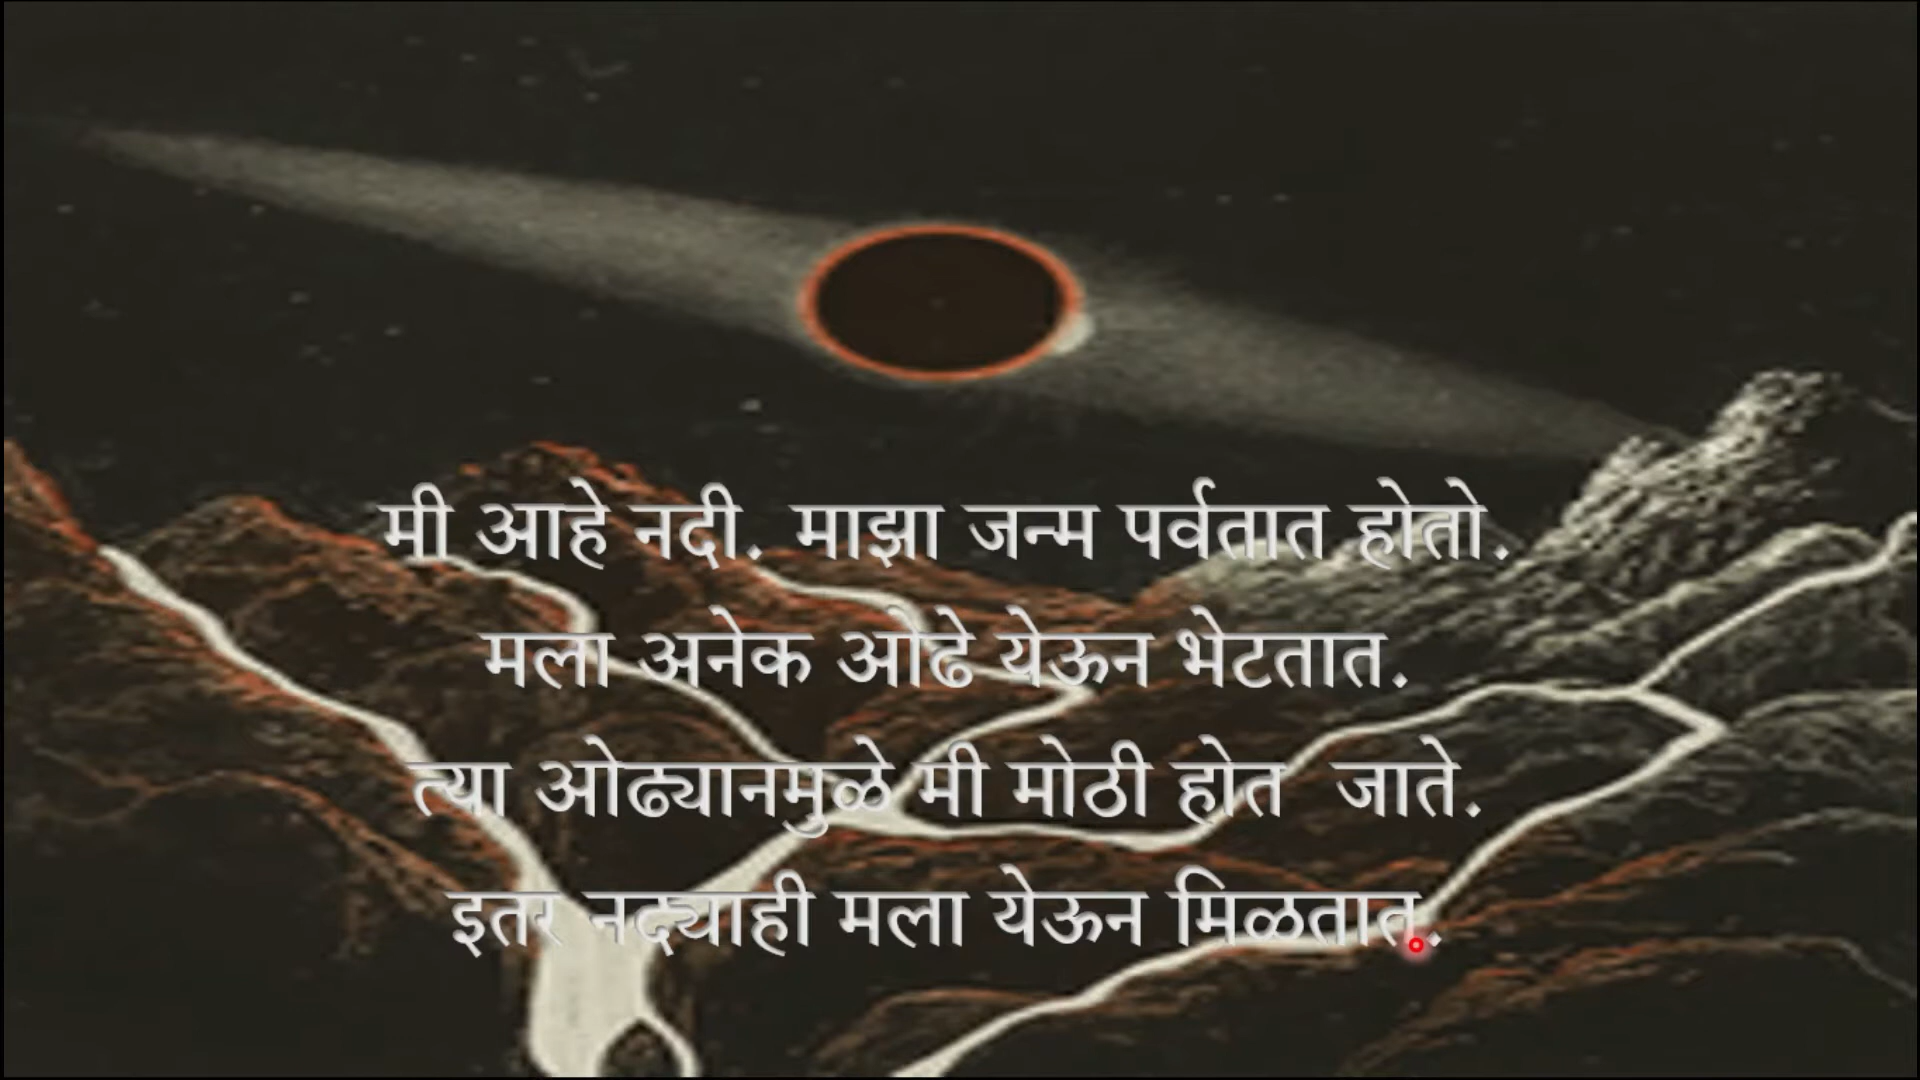 मी आहे नदी. माझा जन्म पर्वतात होतो.
मला अनेक ओढे येऊन भेटतात.
त्या ओढ्यानमुळे मी मोठी होत जाते.
इतर नद्याही मला येऊन मिळतात.